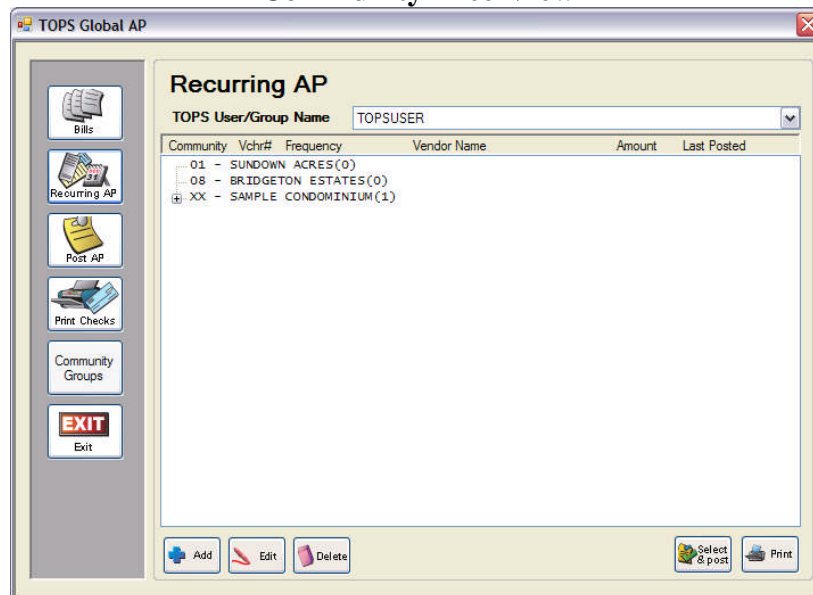 TOPS Global AP
Recurring AP
TOPS User/Group Name TOPSUSER
Community Vchr# Frequency Vendor Name Amount Last Posted
01 - SUNDOWN ACRES(0)
08 - BRIDGETON ESTATES(0)
XX - SAMPLE CONDOMINIUM(1)
Bills
31
Recurring AP
Post AP
Print Checks
Community
Groups
EXIT
Exit
Add Edit Delete Select & post Print